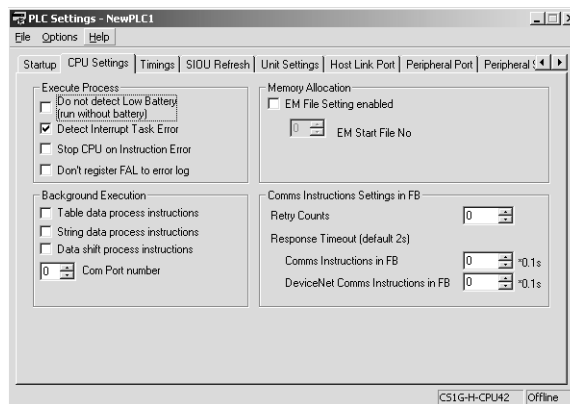 PLC Settings - NewPLC1
File Options Help
Startup CPU Settings Timings SIOU Refresh Unit Settings Host Link Port Peripheral Port Peripheral
Execute Process
Do not detect Low Battery
(run without battery)
Detect Interrupt Task Error
Stop CPU on Instruction Error
Don't register FAL to error log
Memory Allocation
EM File Setting enabled
0 EM Start File No
Background Execution
Table data process instructions
String data process instructions
Data shift process instructions
0 Com Port number
Comms Instructions Settings in FB
Retry Counts 0
Response Timeout (default 2s)
Comms Instructions in FB 0 *0.1s
DeviceNet Comms Instructions in FB 0 *0.1s
CS1G-H-CPU42 Offline